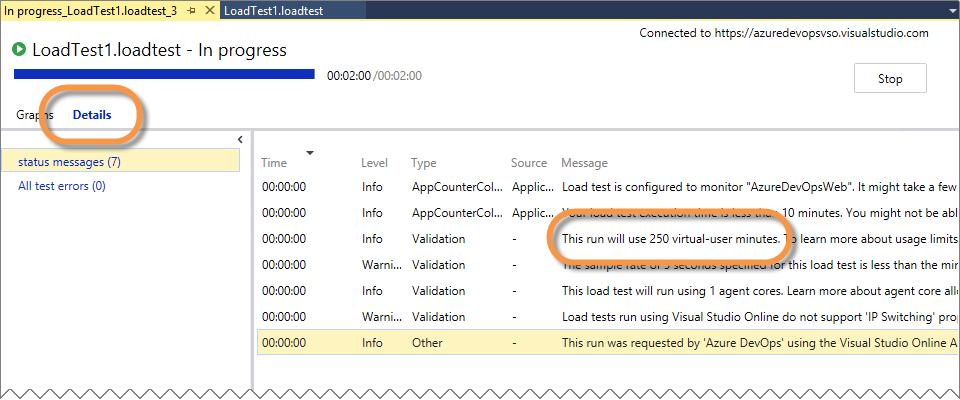 In progress_LoadTest1.loadtest_3 LoadTest1.loadtest
Connected to https://azuredevopsvso.visualstudio.com
LoadTest1.loadtest - In progress
00:02:00 /00:02:00
Stop
Graphs Details
status messages (7)
All test errors (0)
Time Level Type Source Message
00:00:00 Info AppCounterCol... Applic... Load test is configured to monitor "AzureDevOpsWeb". It might take a few
00:00:00 Info AppCounterCol... Applic... Your load test execution time is less than 10 minutes. You might not be abl
00:00:00 Info Validation - This run will use 250 virtual-user minutes. To learn more about usage limits
00:00:00 Warni... Validation - The sample rate of 5 seconds specified for this load test is less than the min
00:00:00 Info Validation - This load test will run using 1 agent cores. Learn more about agent core allo
00:00:00 Warni... Validation - Load tests run using Visual Studio Online do not support 'IP Switching' prop
00:00:00 Info Other - This run was requested by 'Azure DevOps' using the Visual Studio Online A